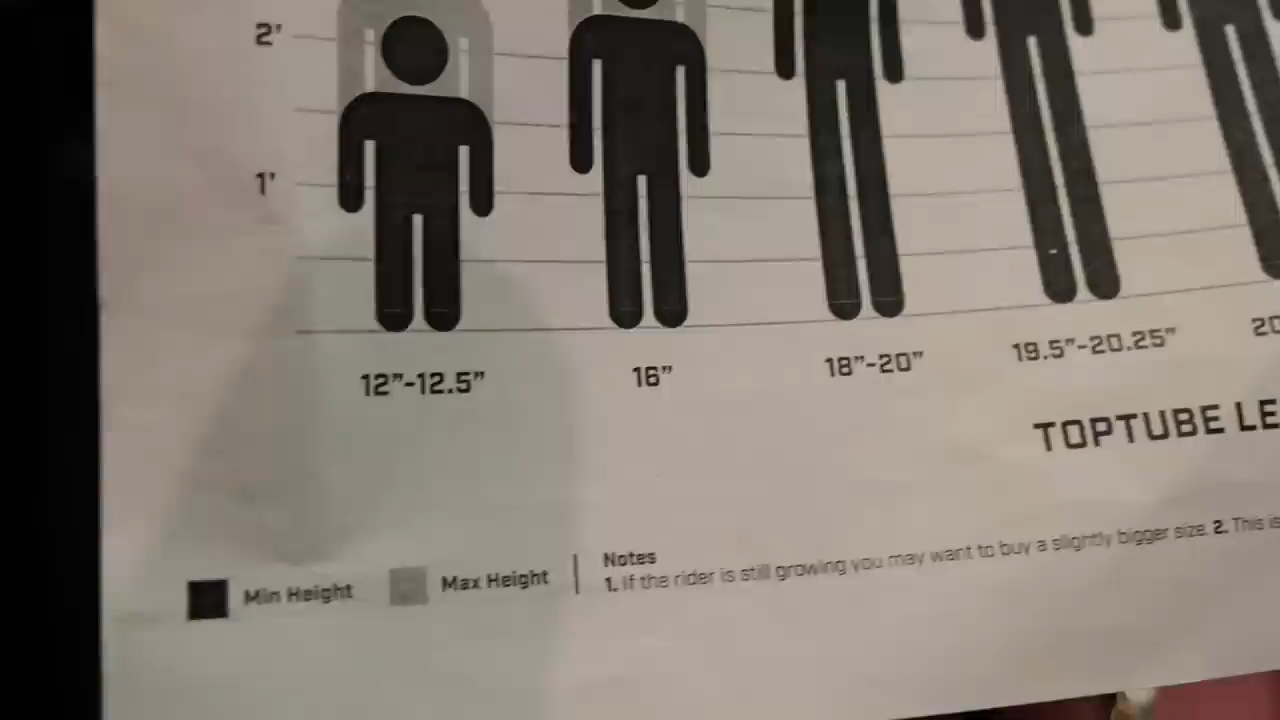 2'
1'
12”-12.5”
16”
18”-20”
19.5”-20.25”
20
TOPTUBE LE
Min Height
Max Height
Notes
1. If the rider is still growing you may want to buy a slightly bigger size. 2. This is